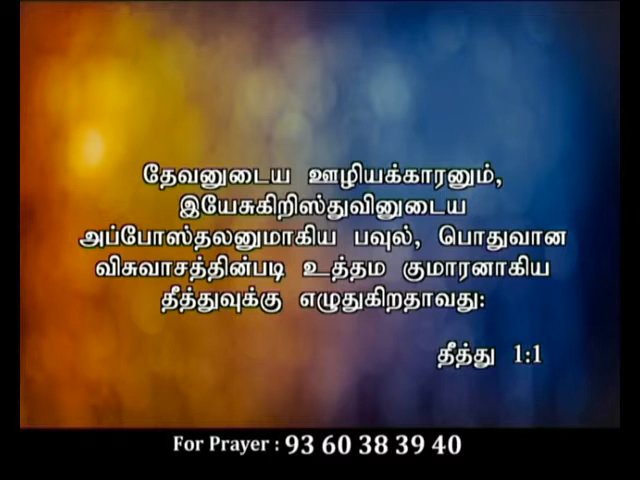 தேவனுடைய ஊழியக்காரனும்,
இயேசுகிறிஸ்துவினுடைய
அப்போஸ்தலனுமாகிய பவுல், பொதுவான
விசுவாசத்தின்படி உத்தம குமாரனாகிய
தீத்துவுக்கு எழுதுகிறதாவது:
தீத்து 1:1
For Prayer : 93 60 38 39 40